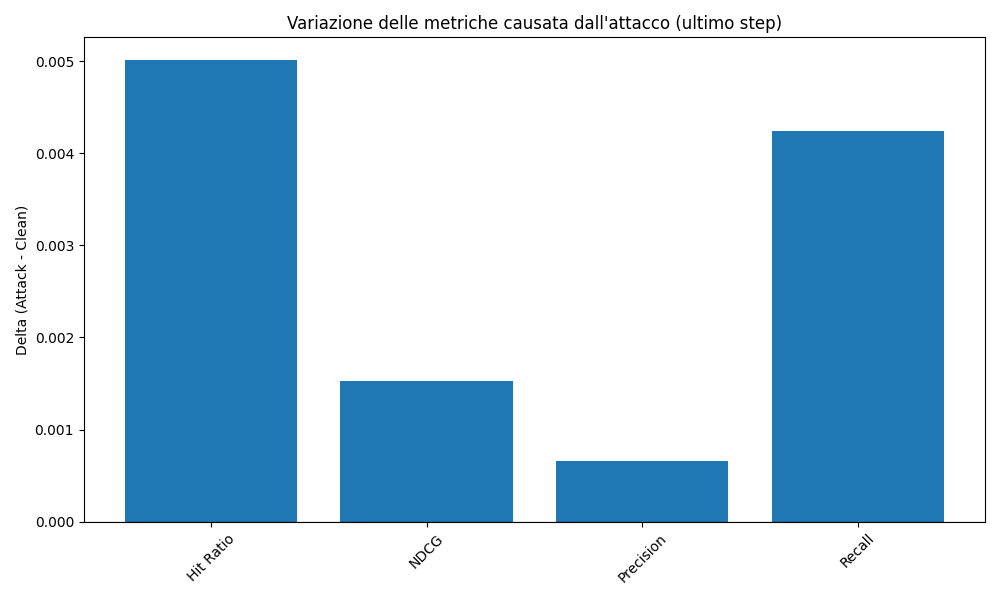 Variazione delle metriche causata dall'attacco (ultimo step)
Delta (Attack - Clean)
0.005
0.004
0.003
0.002
0.001
0.000
Hit Ratio
NDCG
Precision
Recall